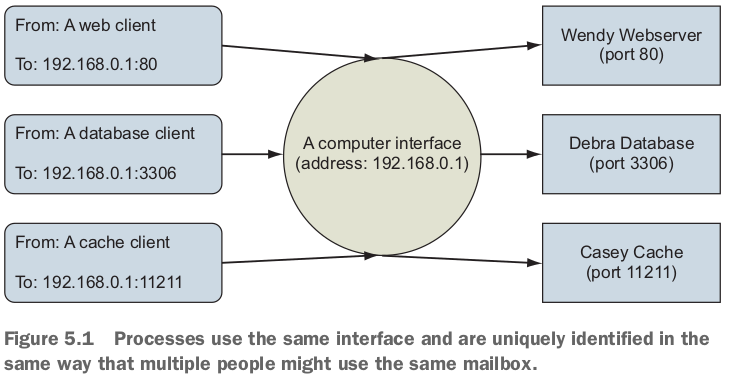 From: A web client
To: 192.168.0.1:80
Wendy Webserver
(port 80)
From: A database client
To: 192.168.0.1:3306
A computer interface
(address: 192.168.0.1)
Debra Database
(port 3306)
From: A cache client
To: 192.168.0.1:11211
Casey Cache
(port 11211)
Figure 5.1 Processes use the same interface and are uniquely identified in the
same way that multiple people might use the same mailbox.